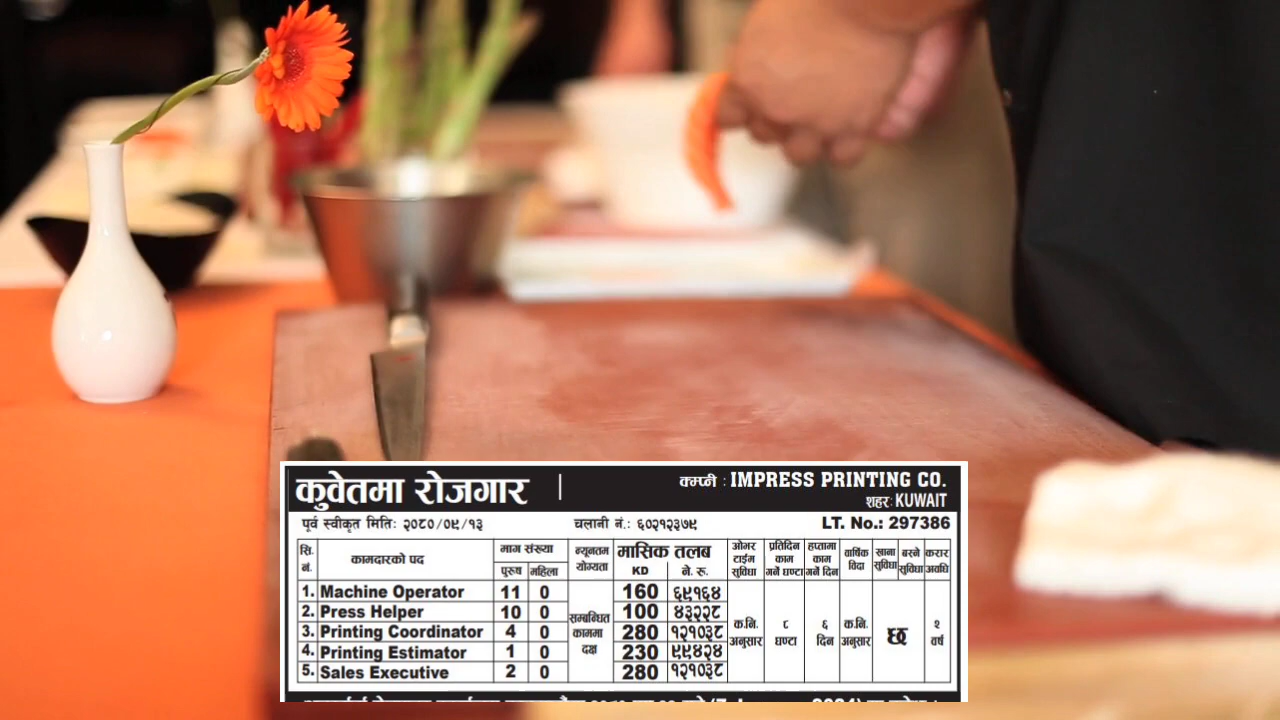 कुवेतमा रोजगार
कम्प्नी : IMPRESS PRINTING CO.
शहर: KUWAIT
पूर्व स्वीकृत मिति: २०८०/०९/१३ चलानी नं.: ६०२१२३७९ LT. No.: 297386
सि. नं. कामदारको पद माग संख्या पुरुष महिला न्यूनतम योग्यता मासिक तलब KD ने. रु. ओभर टाईम सुविधा प्रतिदिन काम गर्ने घण्टा हप्तामा काम गर्ने दिन वार्षिक विदा खाना सुविधा बस्ने सुविधा करार अवधि
1. Machine Operator 11 0 160 ६९१६४
2. Press Helper 10 0 100 ४३२२८
3. Printing Coordinator 4 0 280 १२१०३८
4. Printing Estimator 1 0 230 ९९४२४
5. Sales Executive 2 0 280 १२१०३८
सम्बन्धित काममा दक्ष क.नि. अनुसार ८ घण्टा ६ दिन क.नि. अनुसार छ २ वर्ष